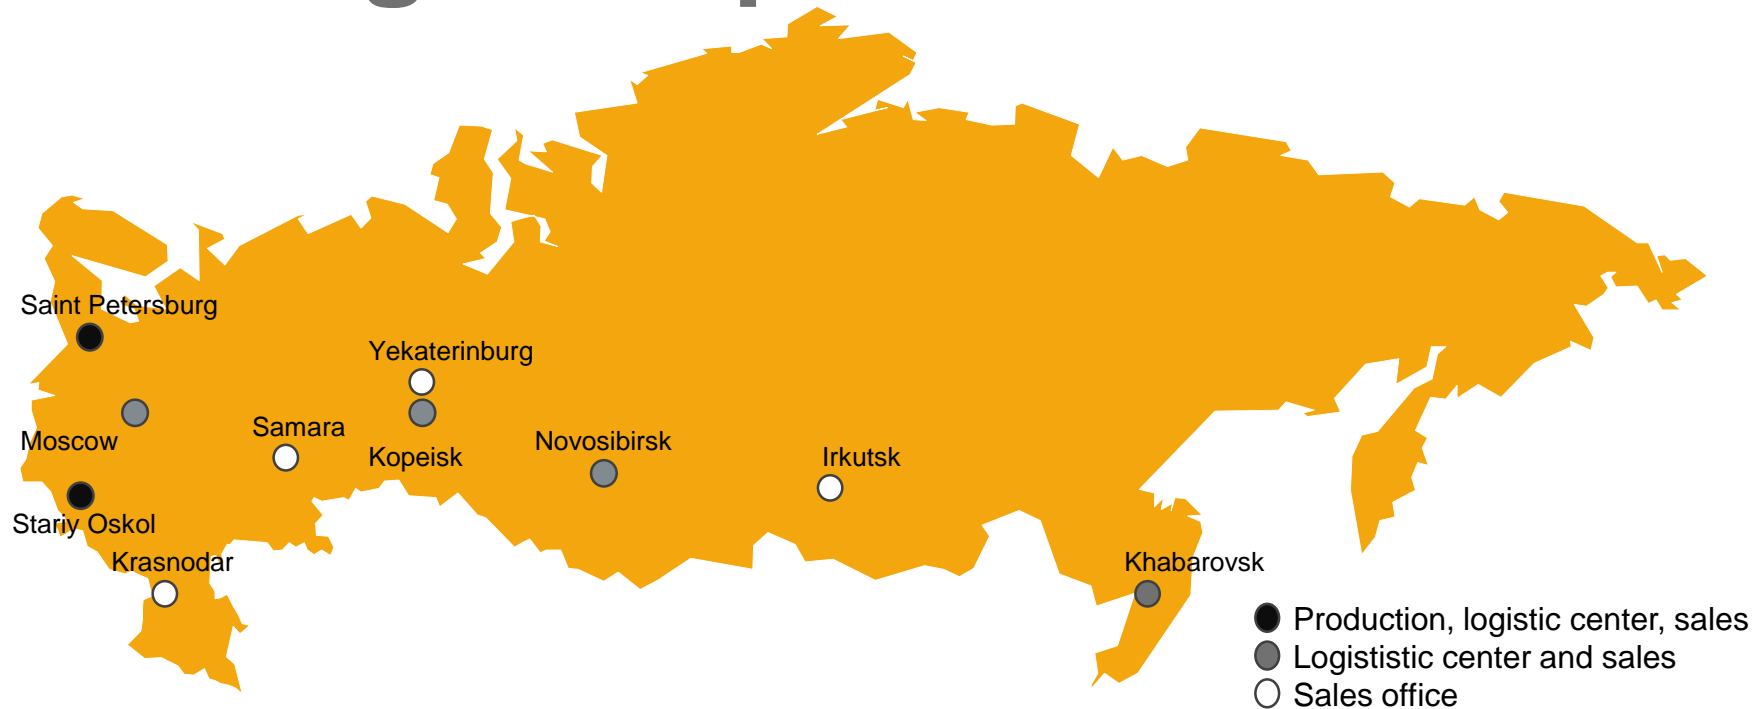 Saint Petersburg
Yekaterinburg
Moscow
Samara
Kopeisk
Novosibirsk
Irkutsk
Stariy Oskol
Krasnodar
Khabarovsk
Production, logistic center, sales
Logististic center and sales
Sales office